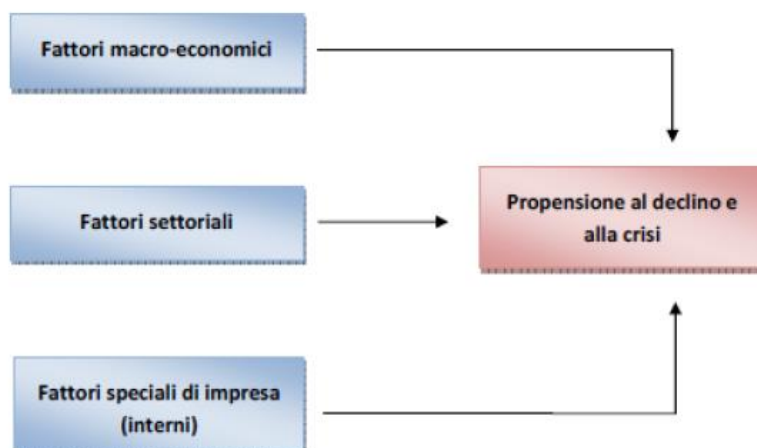 Fattori macro-economici
Fattori settoriali
Propensione al declino e
alla crisi
Fattori speciali di impresa
(interni)